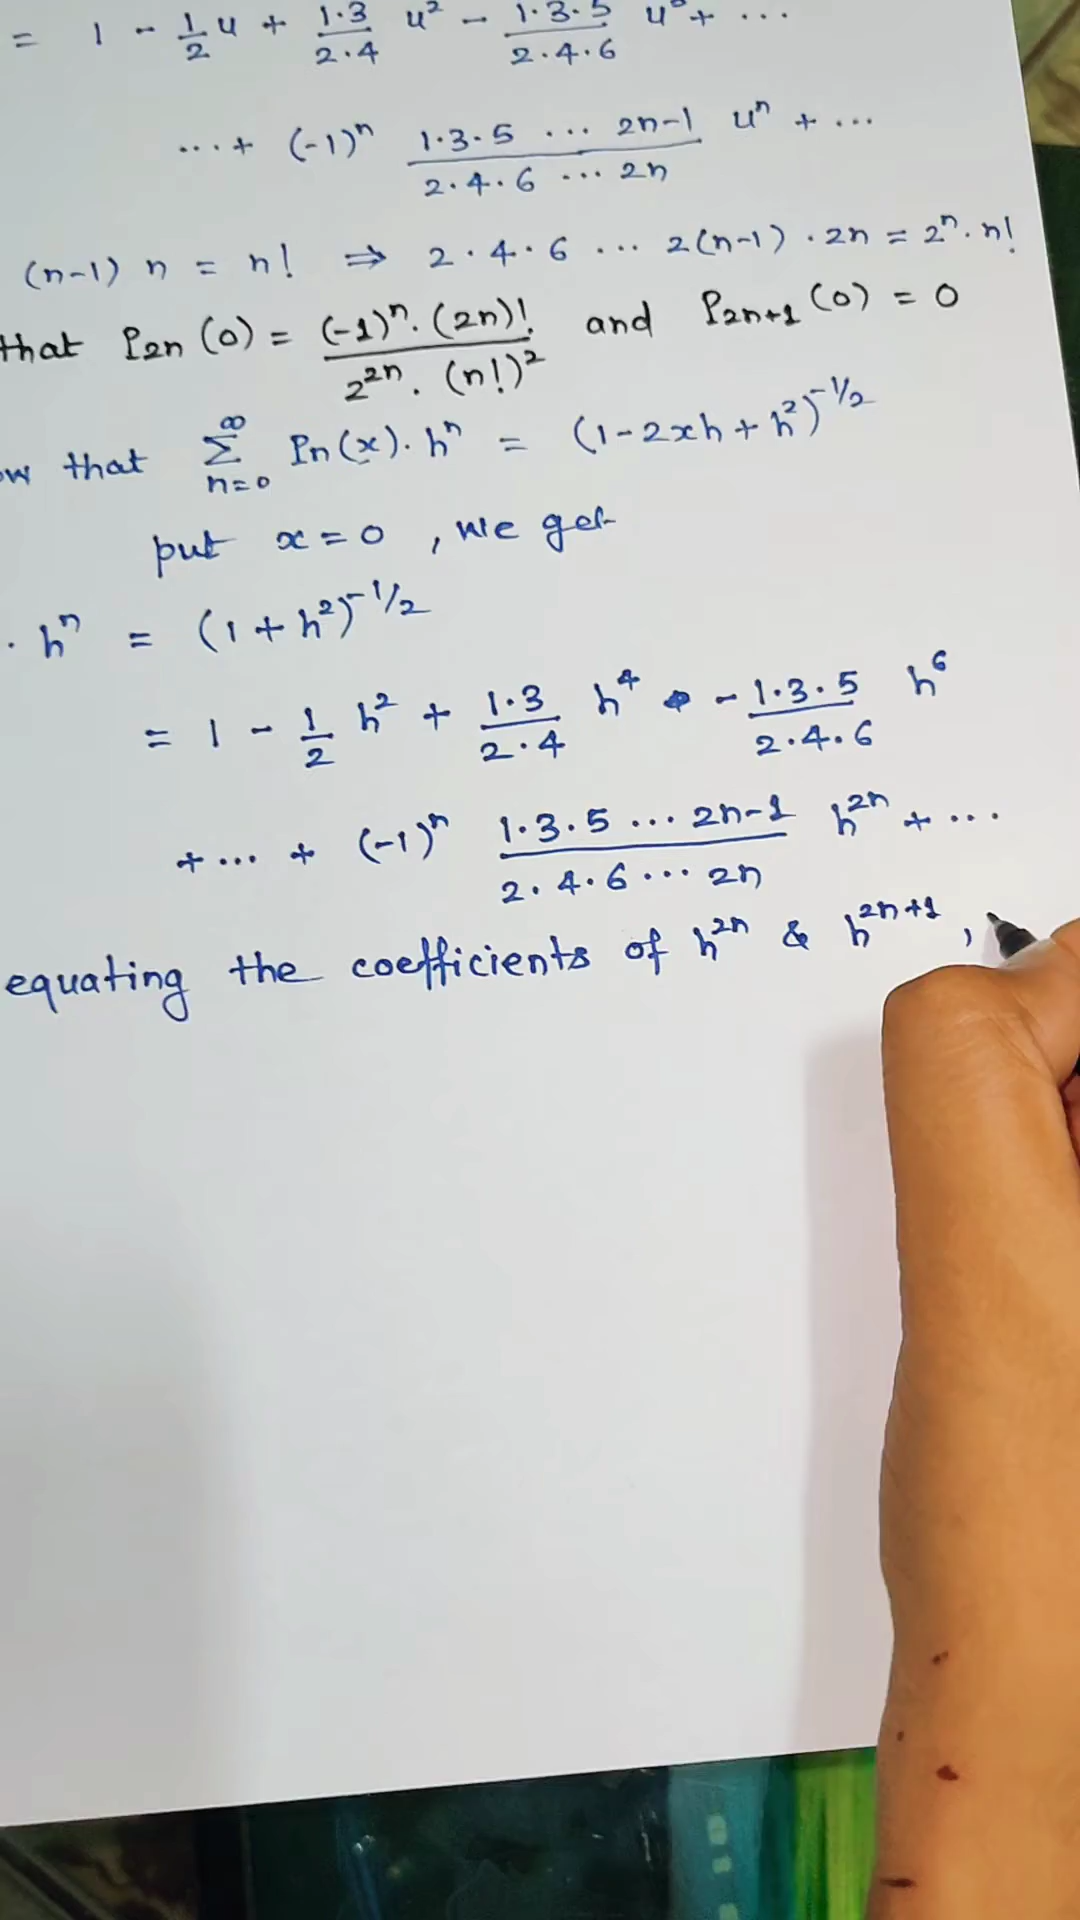 = 1 - 1/2 u + 1·3/2·4 u² - 1·3·5/2·4·6 u³ + ...
...+ (-1)ⁿ 1·3·5 ... 2n-1/2·4·6 ... 2n uⁿ + ...
(n-1) n = n! ⇒ 2·4·6 ... 2(n-1)·2n = 2ⁿ·n!
that P₂ₙ(0) = (-1)ⁿ·(2n)!/2²ⁿ·(n!)² and P₂ₙ₊₁(0) = 0
that ∞ Σ n=0 Pn(x)·hⁿ = (1-2xh+h²)^-1/2
put x=0, we get
· hⁿ = (1+h²)^-1/2
= 1 - 1/2 h² + 1·3/2·4 h⁴ - 1·3·5/2·4·6 h⁶
+ ... + (-1)ⁿ 1·3·5 ... 2n-1/2·4·6 ... 2n h²ⁿ + ...
equating the coefficients of h²ⁿ & h²ⁿ⁺¹,